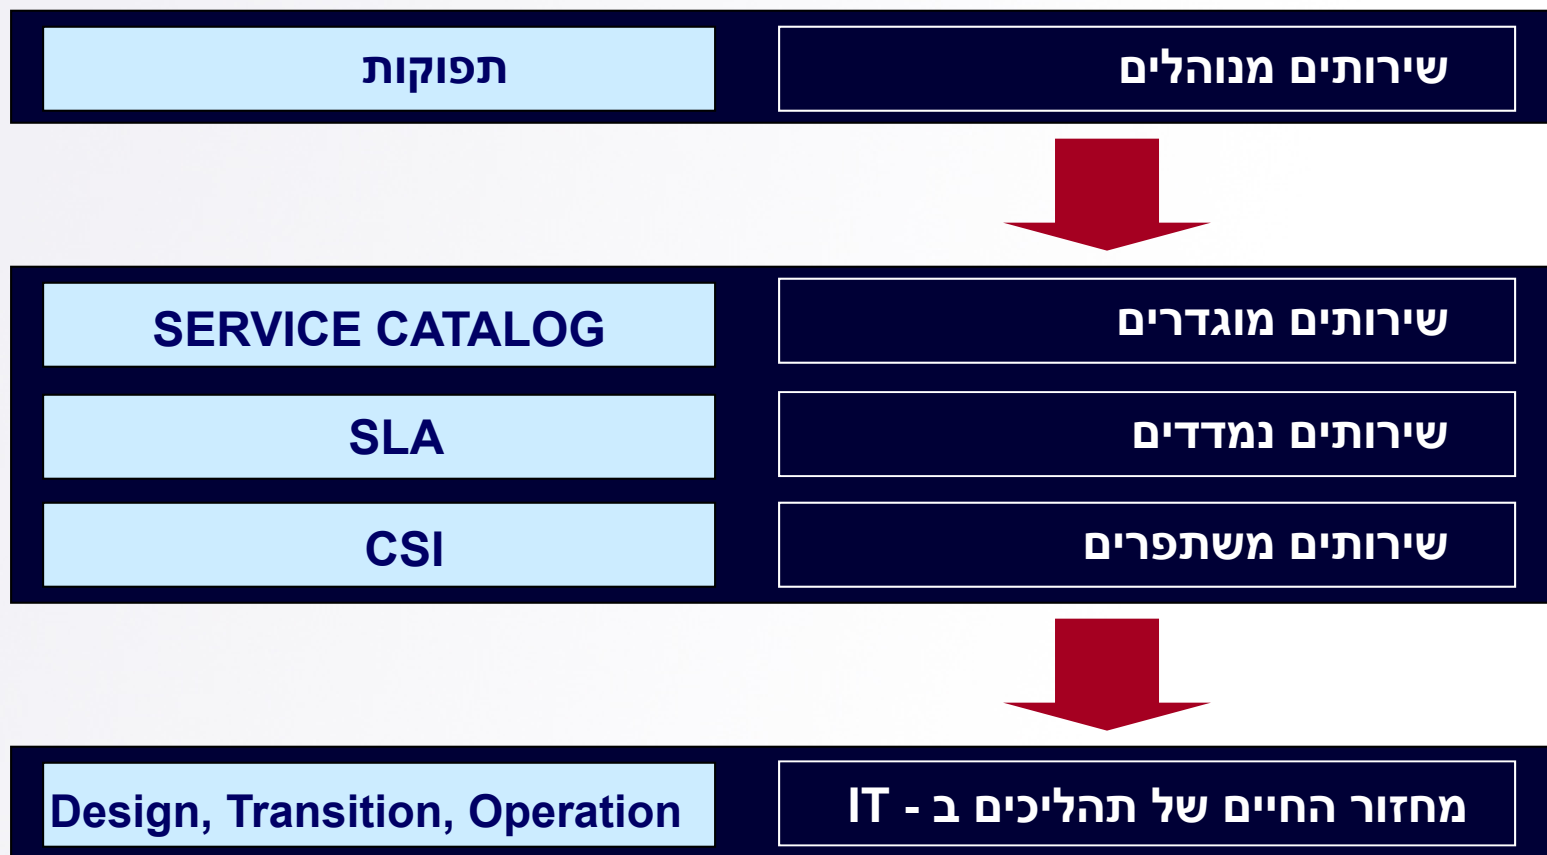 שירותים מנוהלים
תפוקות
שירותים מוגדרים
SERVICE CATALOG
שירותים נמדדים
SLA
שירותים משתפרים
CSI
מחזור החיים של תהליכים ב - IT
Design, Transition, Operation